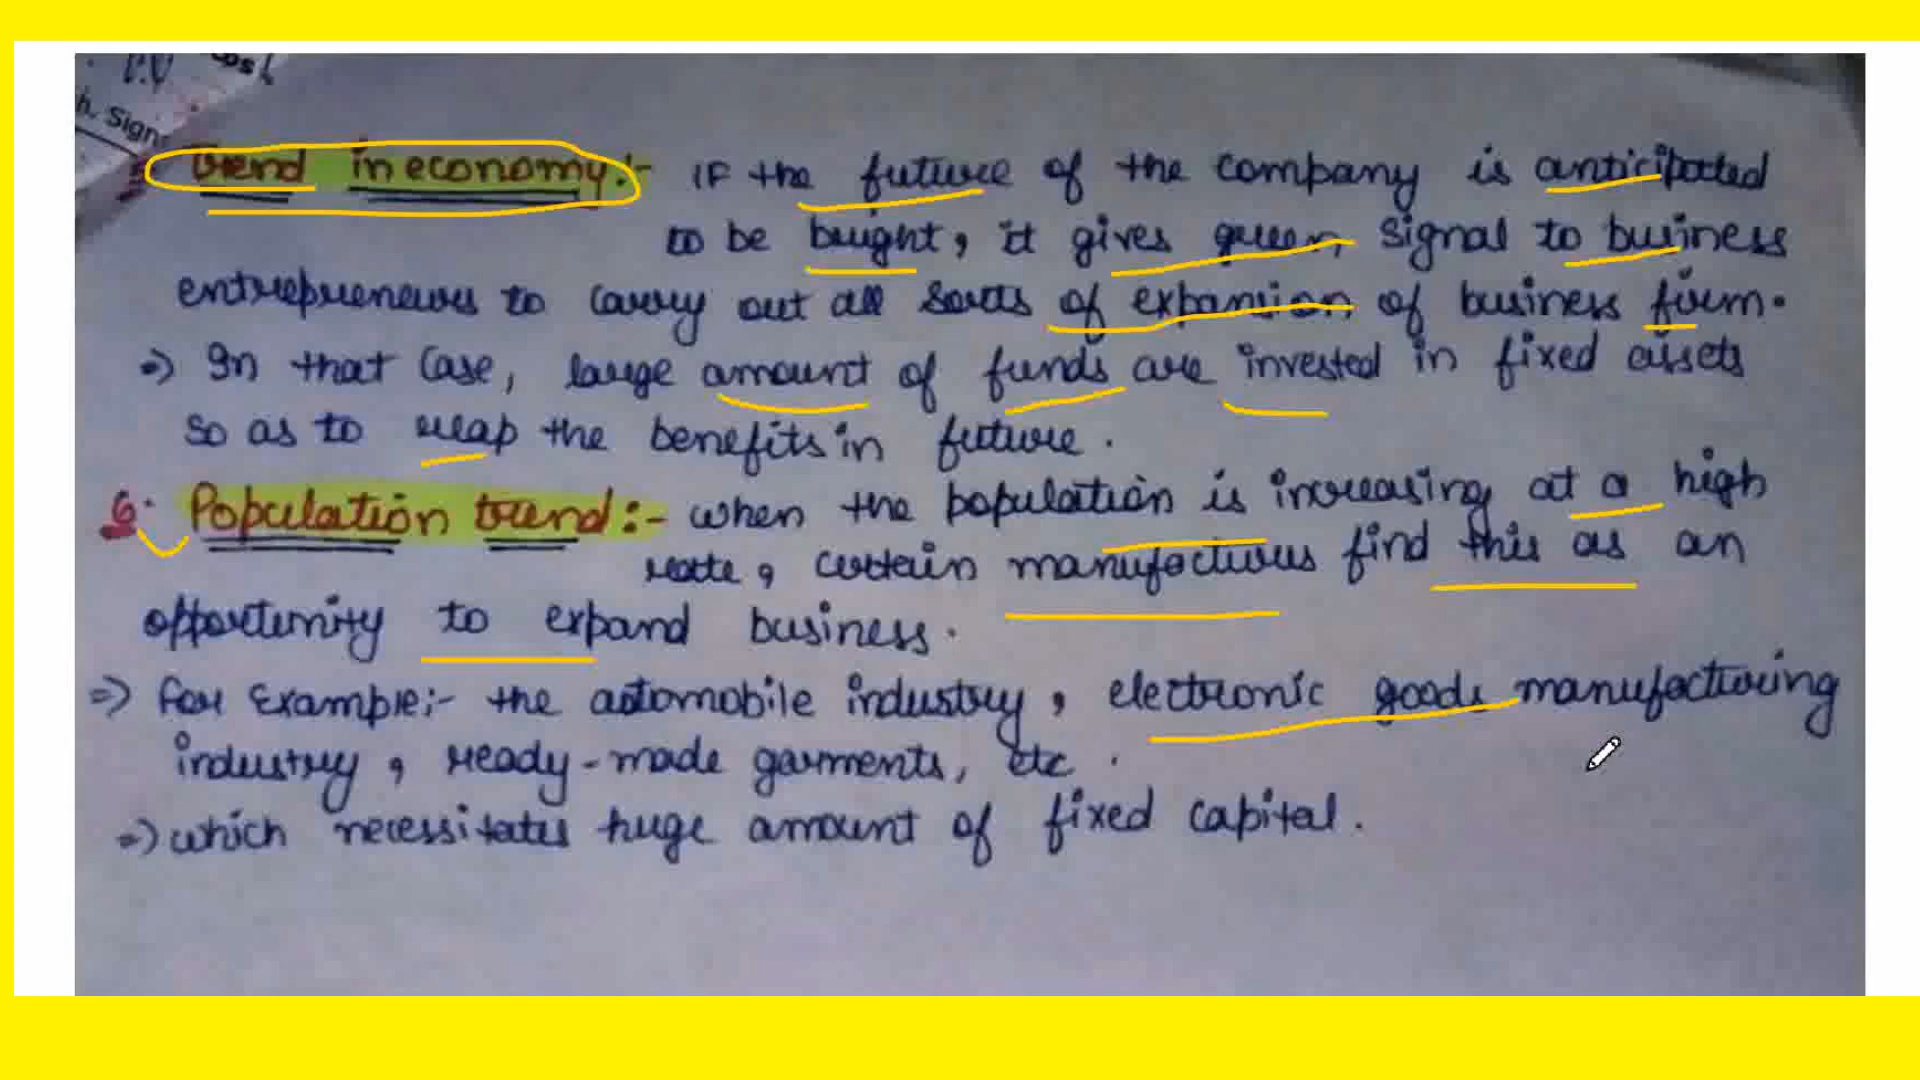 h. Sign
Trend in economy:- IF the future of the company is anticipated
to be bright, it gives green signal to business
entrepreneurs to carry out all sorts of expansion of business firm.
=> In that case, large amount of funds are invested in fixed assets
so as to reap the benefits in future.
6. Population trend:- when the population is increasing at a high
rate, certain manufactures find this as an
opportunity to expand business.
=> For Example:- the automobile industry, electronic goods manufacturing
industry, ready-made garments, etc.
=> which necessitates huge amount of fixed capital.